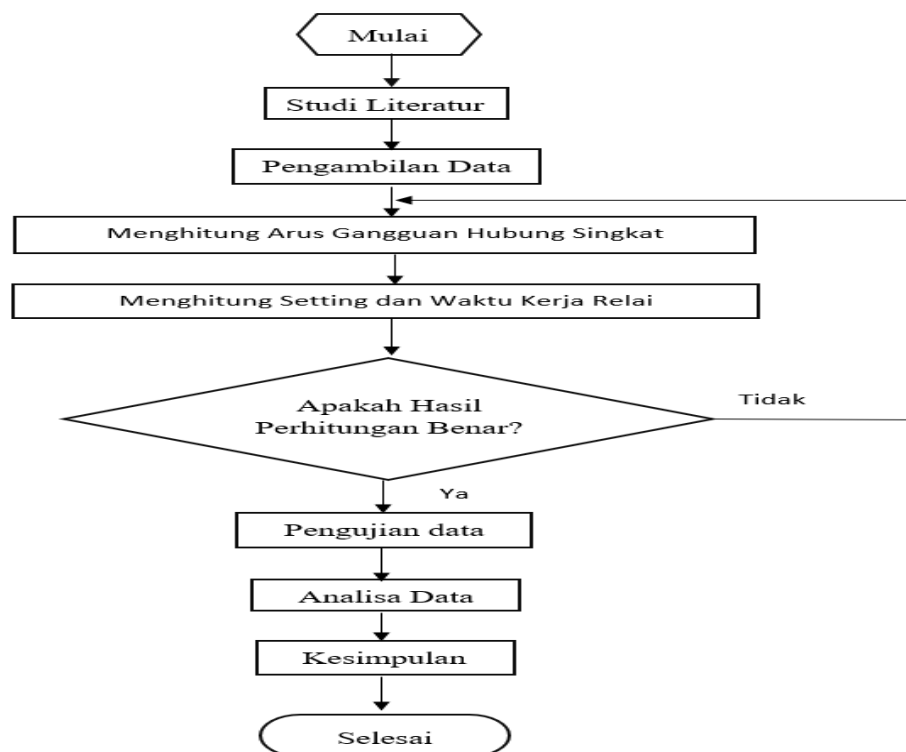 Mulai
Studi Literatur
Pengambilan Data
Menghitung Arus Gangguan Hubung Singkat
Menghitung Setting dan Waktu Kerja Relai
Apakah Hasil
Perhitungan Benar?
Tidak
Ya
Pengujian data
Analisa Data
Kesimpulan
Selesai